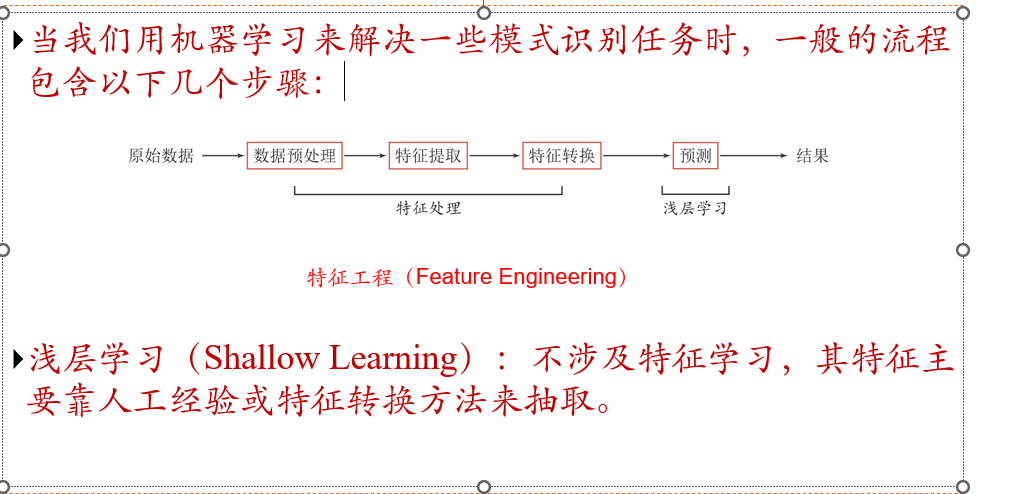 当我们用机器学习来解决一些模式识别任务时，一般的流程
包含以下几个步骤：
原始数据 数据预处理 特征提取 特征转换 预测 结果
特征处理 浅层学习
特征工程（Feature Engineering）
浅层学习（Shallow Learning）：不涉及特征学习，其特征主
要靠人工经验或特征转换方法来抽取。